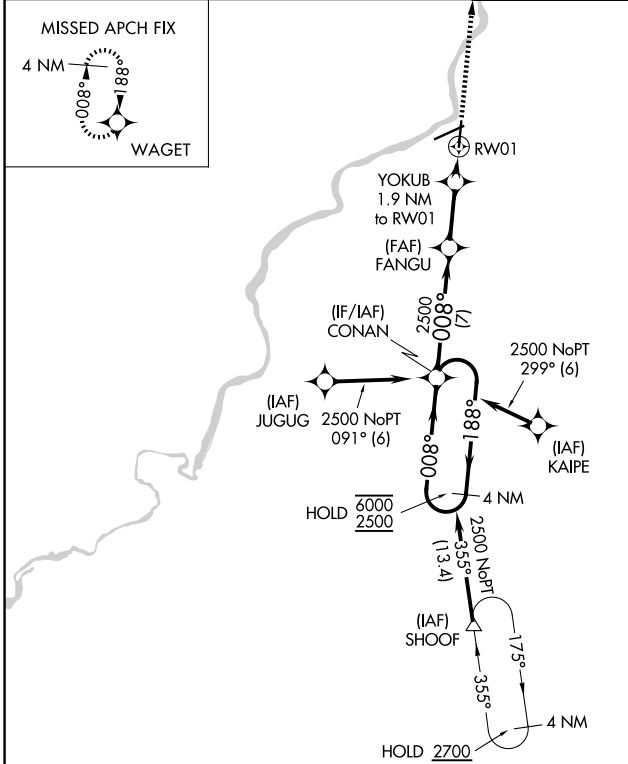 MISSED APCH FIX
4 NM
008°
188°
WAGET
RW01
YOKUB
1.9 NM
to RW01
(FAF)
FANGU
2500
008°
(7)
(IF/IAF)
CONAN
2500 NoPT
299° (6)
(IAF)
JUGUG
2500 NoPT
091° (6)
(IAF)
KAIPE
008°
188°
HOLD 6000
2500
4 NM
2500 NoPT
355°
(13.4)
(IAF)
SHOOF
175°
355°
4 NM
HOLD 2700